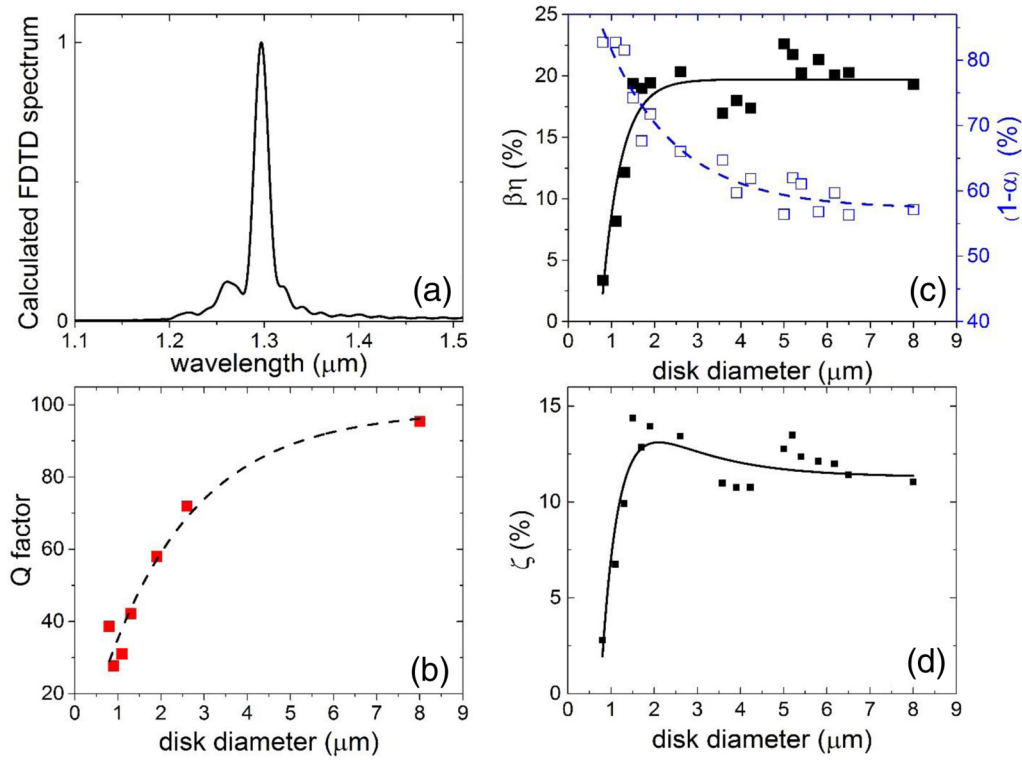 Calculated FDTD spectrum
1
0
(a)
1.1 1.2 1.3 1.4 1.5
wavelength (μm)
βη (%)
25
20
15
10
5
0
(c)
80
70
60
50
40
(1-α) (%)
0 1 2 3 4 5 6 7 8 9
disk diameter (μm)
Q factor
100
80
60
40
20
(b)
0 1 2 3 4 5 6 7 8 9
disk diameter (μm)
ζ (%)
15
10
5
0
(d)
0 1 2 3 4 5 6 7 8 9
disk diameter (μm)